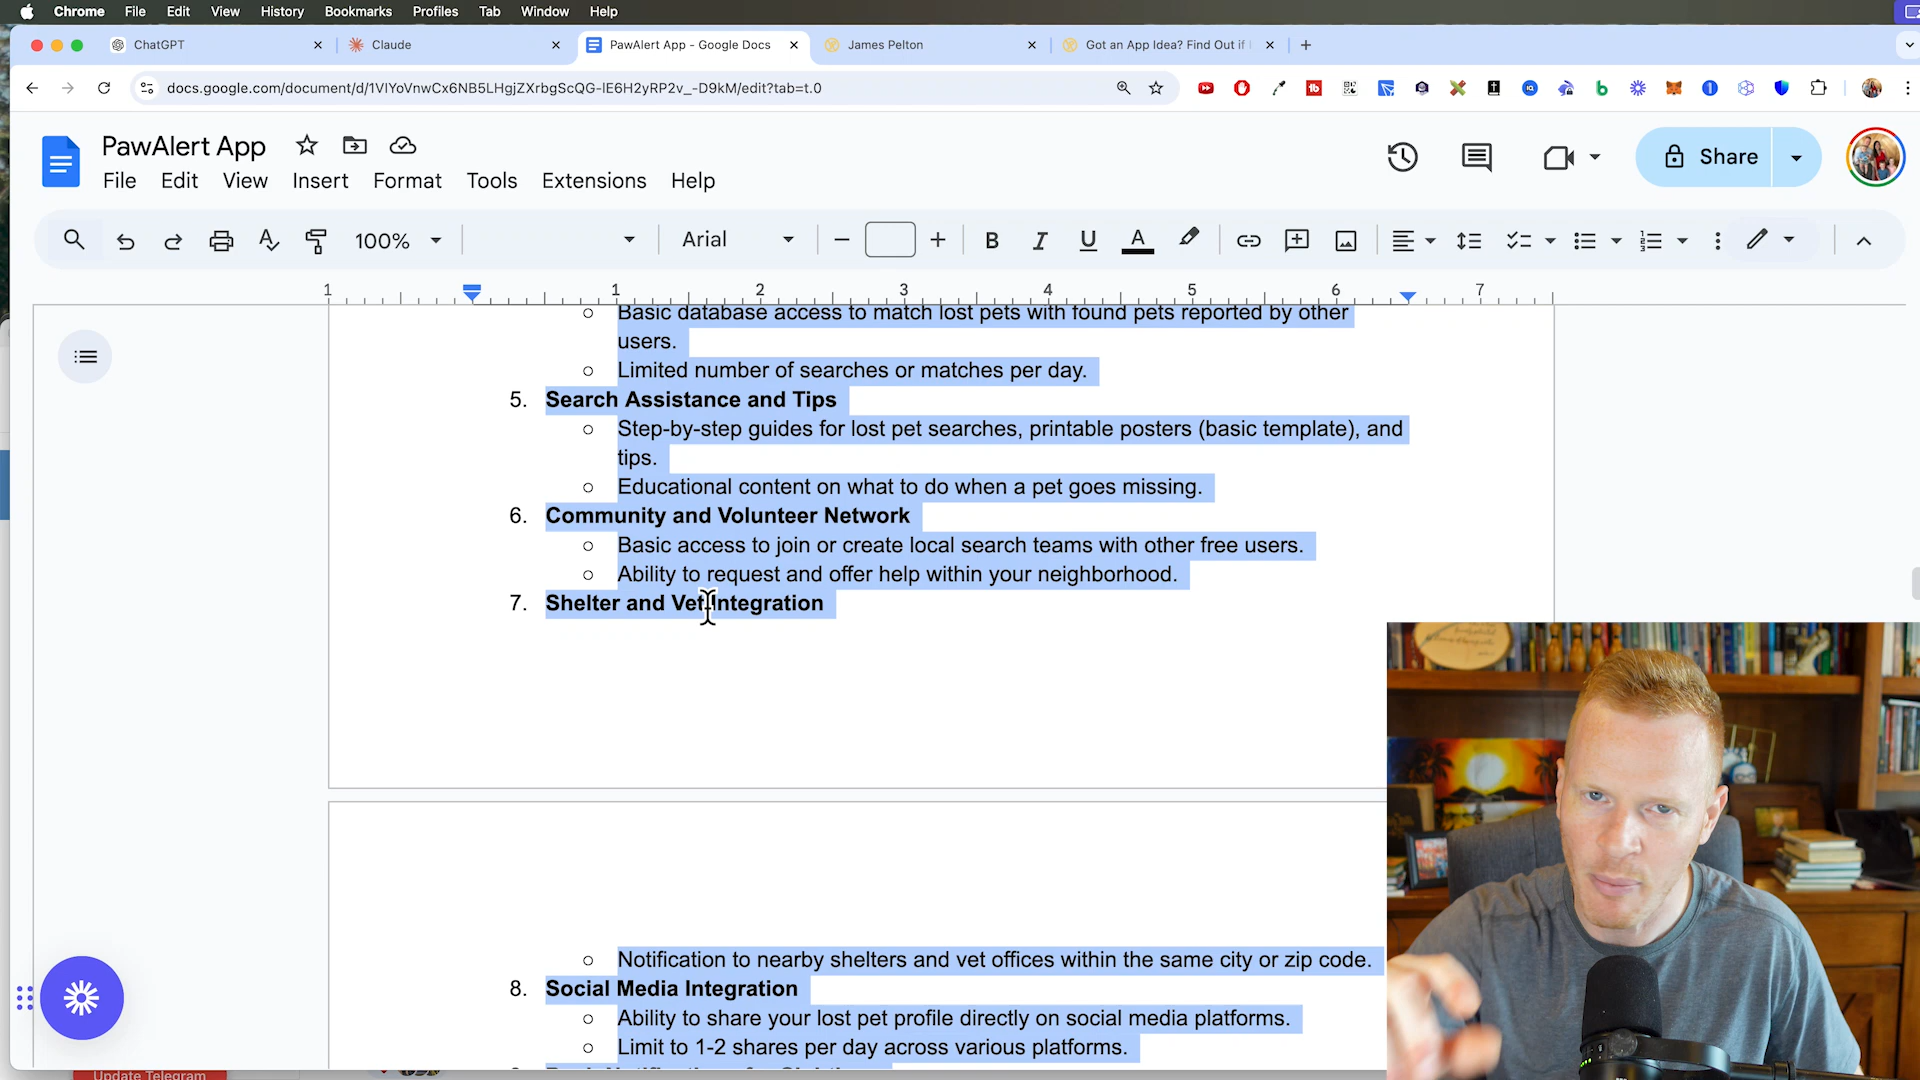 Chrome File Edit View History Bookmarks Profiles Tab Window Help
ChatGPT
Claude
PawAlert App - Google Docs
James Pelton
Got an App Idea? Find Out if
docs.google.com/document/d/1VIYoVnwCx6NB5LHgjZXrbgScQG-lE6H2yRP2v_-D9kM/edit?tab=t.0
PawAlert App
Share
File Edit View Insert Format Tools Extensions Help
100% Arial
1 1 2 3 4 5 6 7
Basic database access to match lost pets with found pets reported by other
users.
Limited number of searches or matches per day.
5. Search Assistance and Tips
Step-by-step guides for lost pet searches, printable posters (basic template), and
tips.
Educational content on what to do when a pet goes missing.
6. Community and Volunteer Network
Basic access to join or create local search teams with other free users.
Ability to request and offer help within your neighborhood.
7. Shelter and Vet Integration
Notification to nearby shelters and vet offices within the same city or zip code.
8. Social Media Integration
Ability to share your lost pet profile directly on social media platforms.
Limit to 1-2 shares per day across various platforms.
Update Telegram